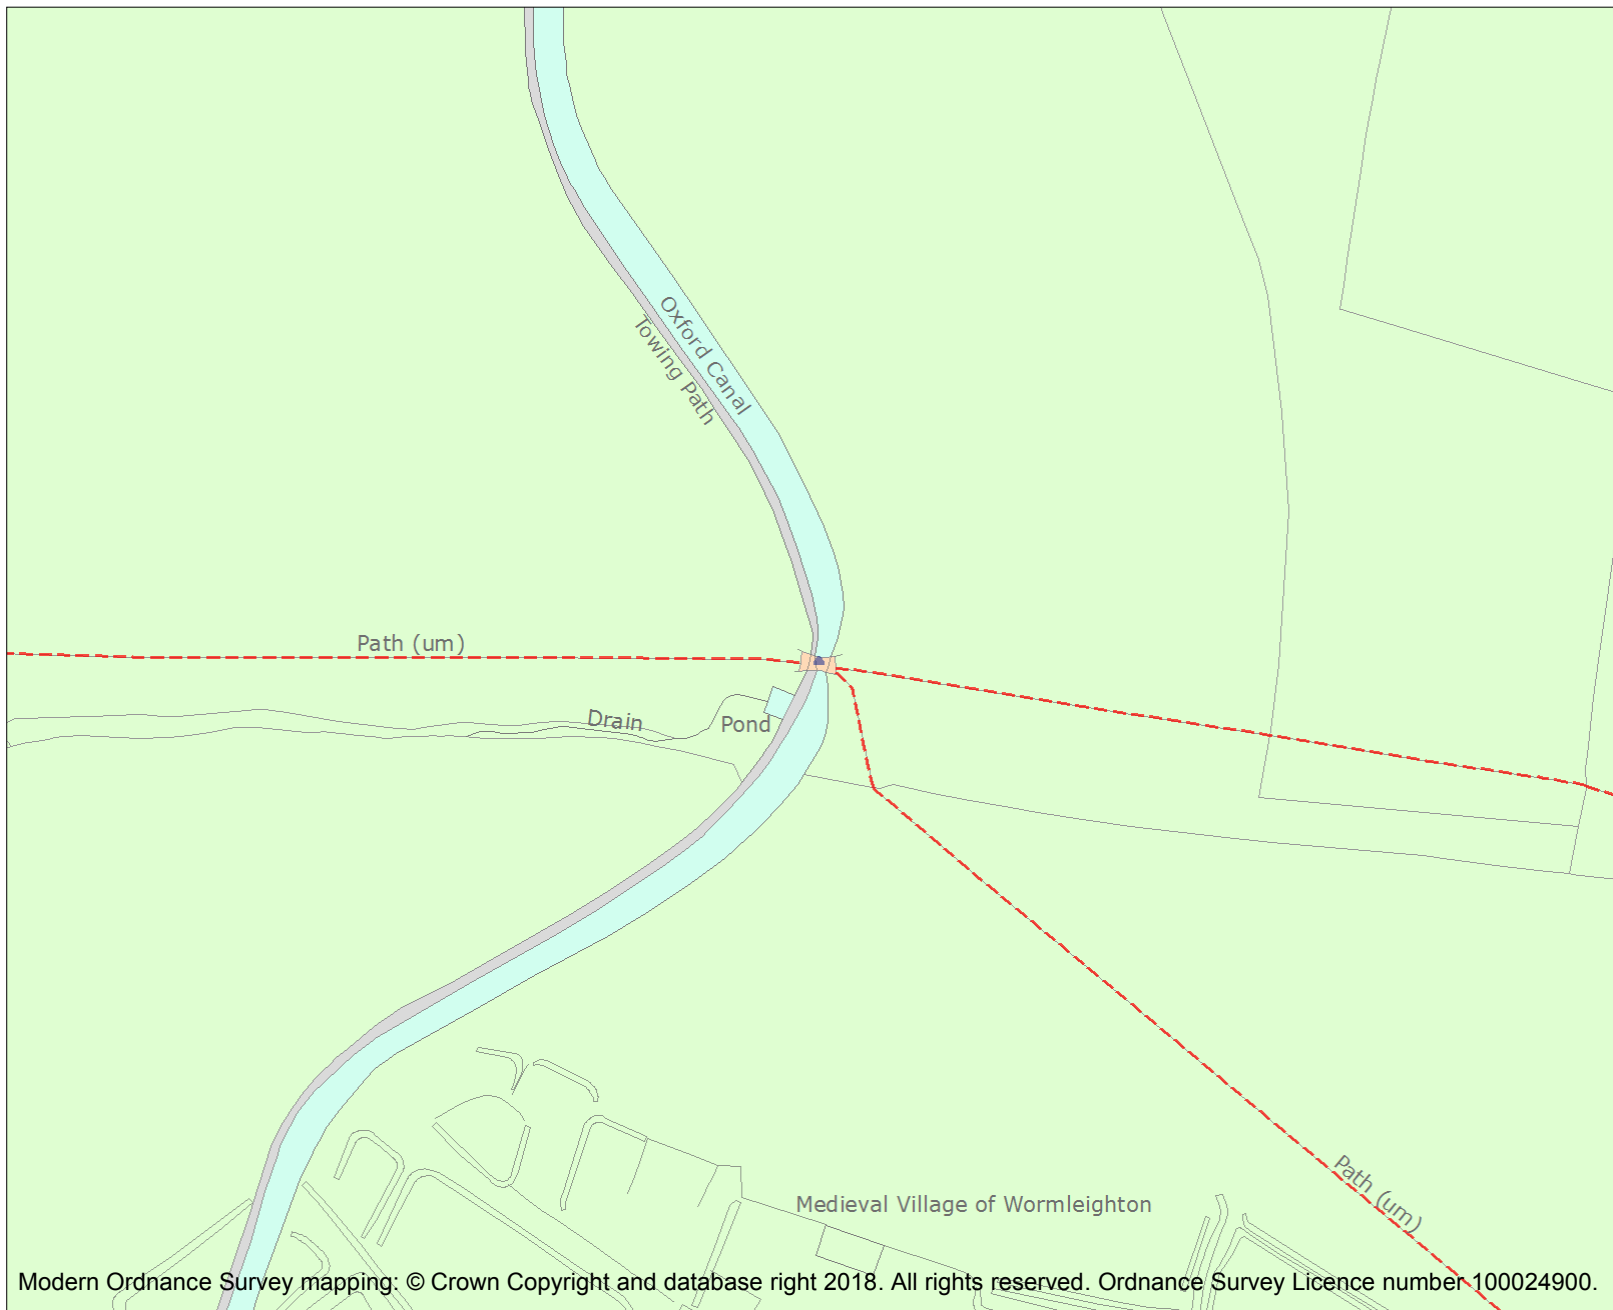 Oxford Canal
Towing Path
Path (um)
Drain
Pond
Path (um)
Medieval Village of Wormleighton
Modern Ordnance Survey mapping: © Crown Copyright and database right 2018. All rights reserved. Ordnance Survey Licence number 100024900.